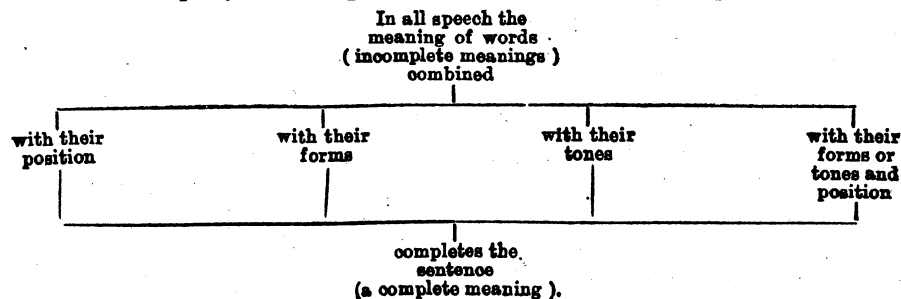 In all speech the
meaning of words
( incomplete meanings )
combined
with their
position
with their
forms
with their
tones
with their
forms or
tones and
position
completes the
sentence
(a complete meaning ).